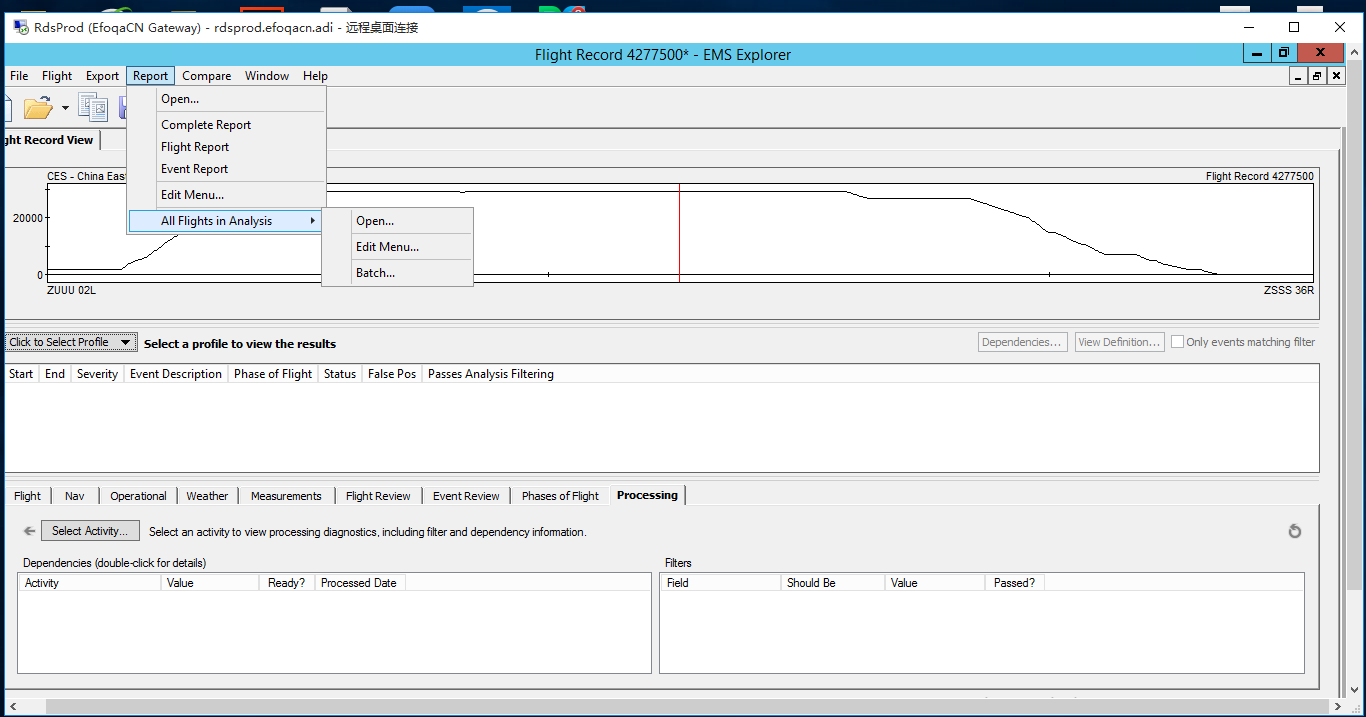 RdsProd (EfoqaCN Gateway) - rdsprod.efoqacn.adi - 远程桌面连接
Flight Record 4277500* - EMS Explorer
File Flight Export Report Compare Window Help
Open...
Complete Report
Flight Report
Event Report
Edit Menu...
All Flights in Analysis
Open...
Edit Menu...
Batch...
ght Record View
CES - China East
Flight Record 4277500
20000
0
ZUUU 02L
ZSSS 36R
Click to Select Profile
Select a profile to view the results
Dependencies...
View Definition...
Only events matching filter
Start End Severity Event Description Phase of Flight Status False Pos Passes Analysis Filtering
Flight Nav Operational Weather Measurements Flight Review Event Review Phases of Flight Processing
Select Activity...
Select an activity to view processing diagnostics, including filter and dependency information.
Dependencies (double-click for details)
Activity Value Ready? Processed Date
Filters
Field Should Be Value Passed?